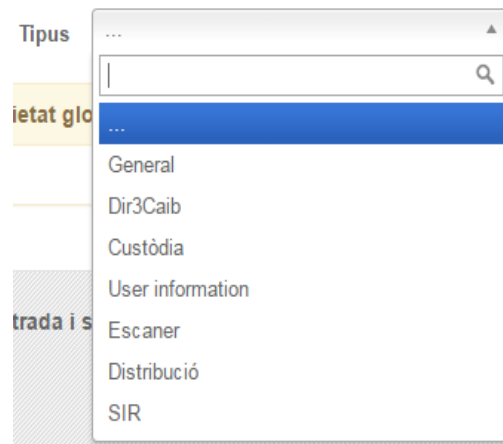 Tipus ...
ietat glo
...
General
Dir3Caib
Custòdia
User information
trada i s
Escaner
Distribució
SIR